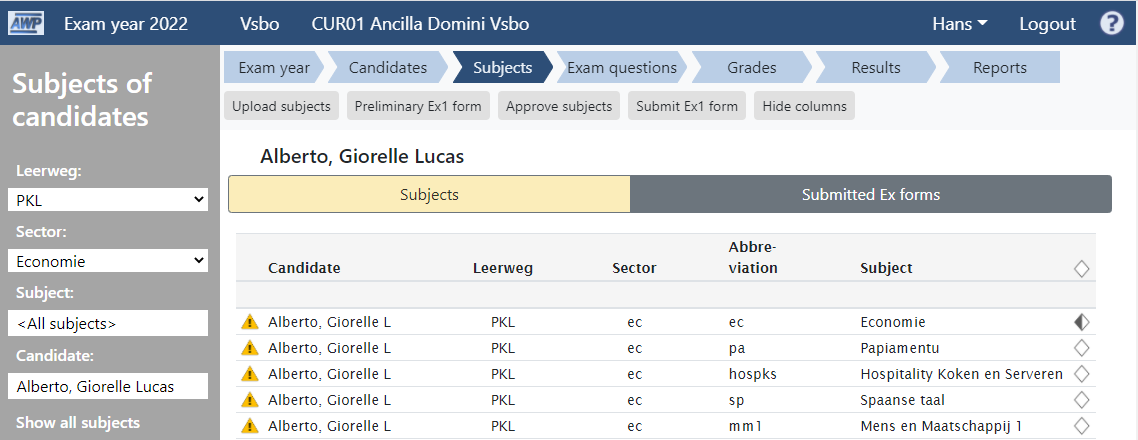 AWP Exam year 2022 Vsbo CUR01 Ancilla Domini Vsbo Hans Logout ?
Subjects of
candidates
Leerweg:
PKL
Sector:
Economie
Subject:
<All subjects>
Candidate:
Alberto, Giorelle Lucas
Show all subjects
Exam year Candidates Subjects Exam questions Grades Results Reports
Upload subjects Preliminary Ex1 form Approve subjects Submit Ex1 form Hide columns
Alberto, Giorelle Lucas
Subjects Submitted Ex forms
Candidate Leerweg Sector Abbre-
viation Subject
Alberto, Giorelle L PKL ec ec Economie
Alberto, Giorelle L PKL ec pa Papiamentu
Alberto, Giorelle L PKL ec hospks Hospitality Koken en Serveren
Alberto, Giorelle L PKL ec sp Spaanse taal
Alberto, Giorelle L PKL ec mm1 Mens en Maatschappij 1